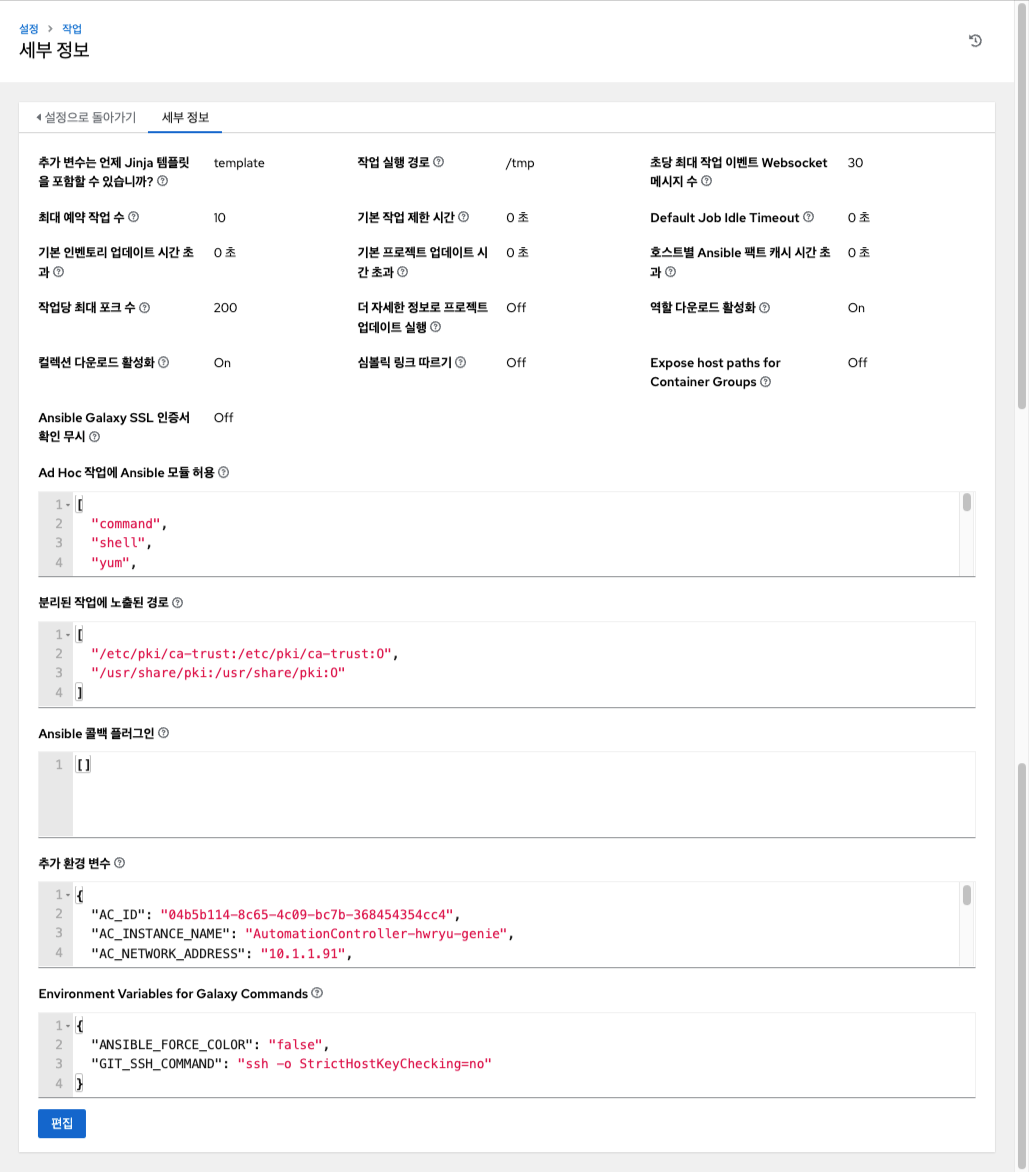 설정 > 작업
세부 정보
설정으로 돌아가기 세부 정보
추가 변수는 언제 Jinja 템플릿 template 작업 실행 경로 /tmp 초당 최대 작업 이벤트 Websocket 30
을 포함할 수 있습니까? 메시지 수
최대 예약 작업 수 10 기본 작업 제한 시간 0 초 Default Job Idle Timeout 0 초
기본 인벤토리 업데이트 시간 초 0 초 기본 프로젝트 업데이트 시 0 초 호스트별 Ansible 팩트 캐시 시간 초 0 초
과 간 초과 과
작업당 최대 포크 수 200 더 자세한 정보로 프로젝트 Off 역할 다운로드 활성화 On
업데이트 실행
컬렉션 다운로드 활성화 On 심볼릭 링크 따르기 Off Expose host paths for Off
Container Groups
Ansible Galaxy SSL 인증서 Off
확인 무시
Ad Hoc 작업에 Ansible 모듈 허용
1 [
2 "command",
3 "shell",
4 "yum",
분리된 작업에 노출된 경로
1 [
2 "/etc/pki/ca-trust:/etc/pki/ca-trust:O",
3 "/usr/share/pki:/usr/share/pki:O"
4 ]
Ansible 콜백 플러그인
1 []
추가 환경 변수
1 {
2 "AC_ID": "04b5b114-8c65-4c09-bc7b-368454354cc4",
3 "AC_INSTANCE_NAME": "AutomationController-hwryu-genie",
4 "AC_NETWORK_ADDRESS": "10.1.1.91",
Environment Variables for Galaxy Commands
1 {
2 "ANSIBLE_FORCE_COLOR": "false",
3 "GIT_SSH_COMMAND": "ssh -o StrictHostKeyChecking=no"
4 }
편집